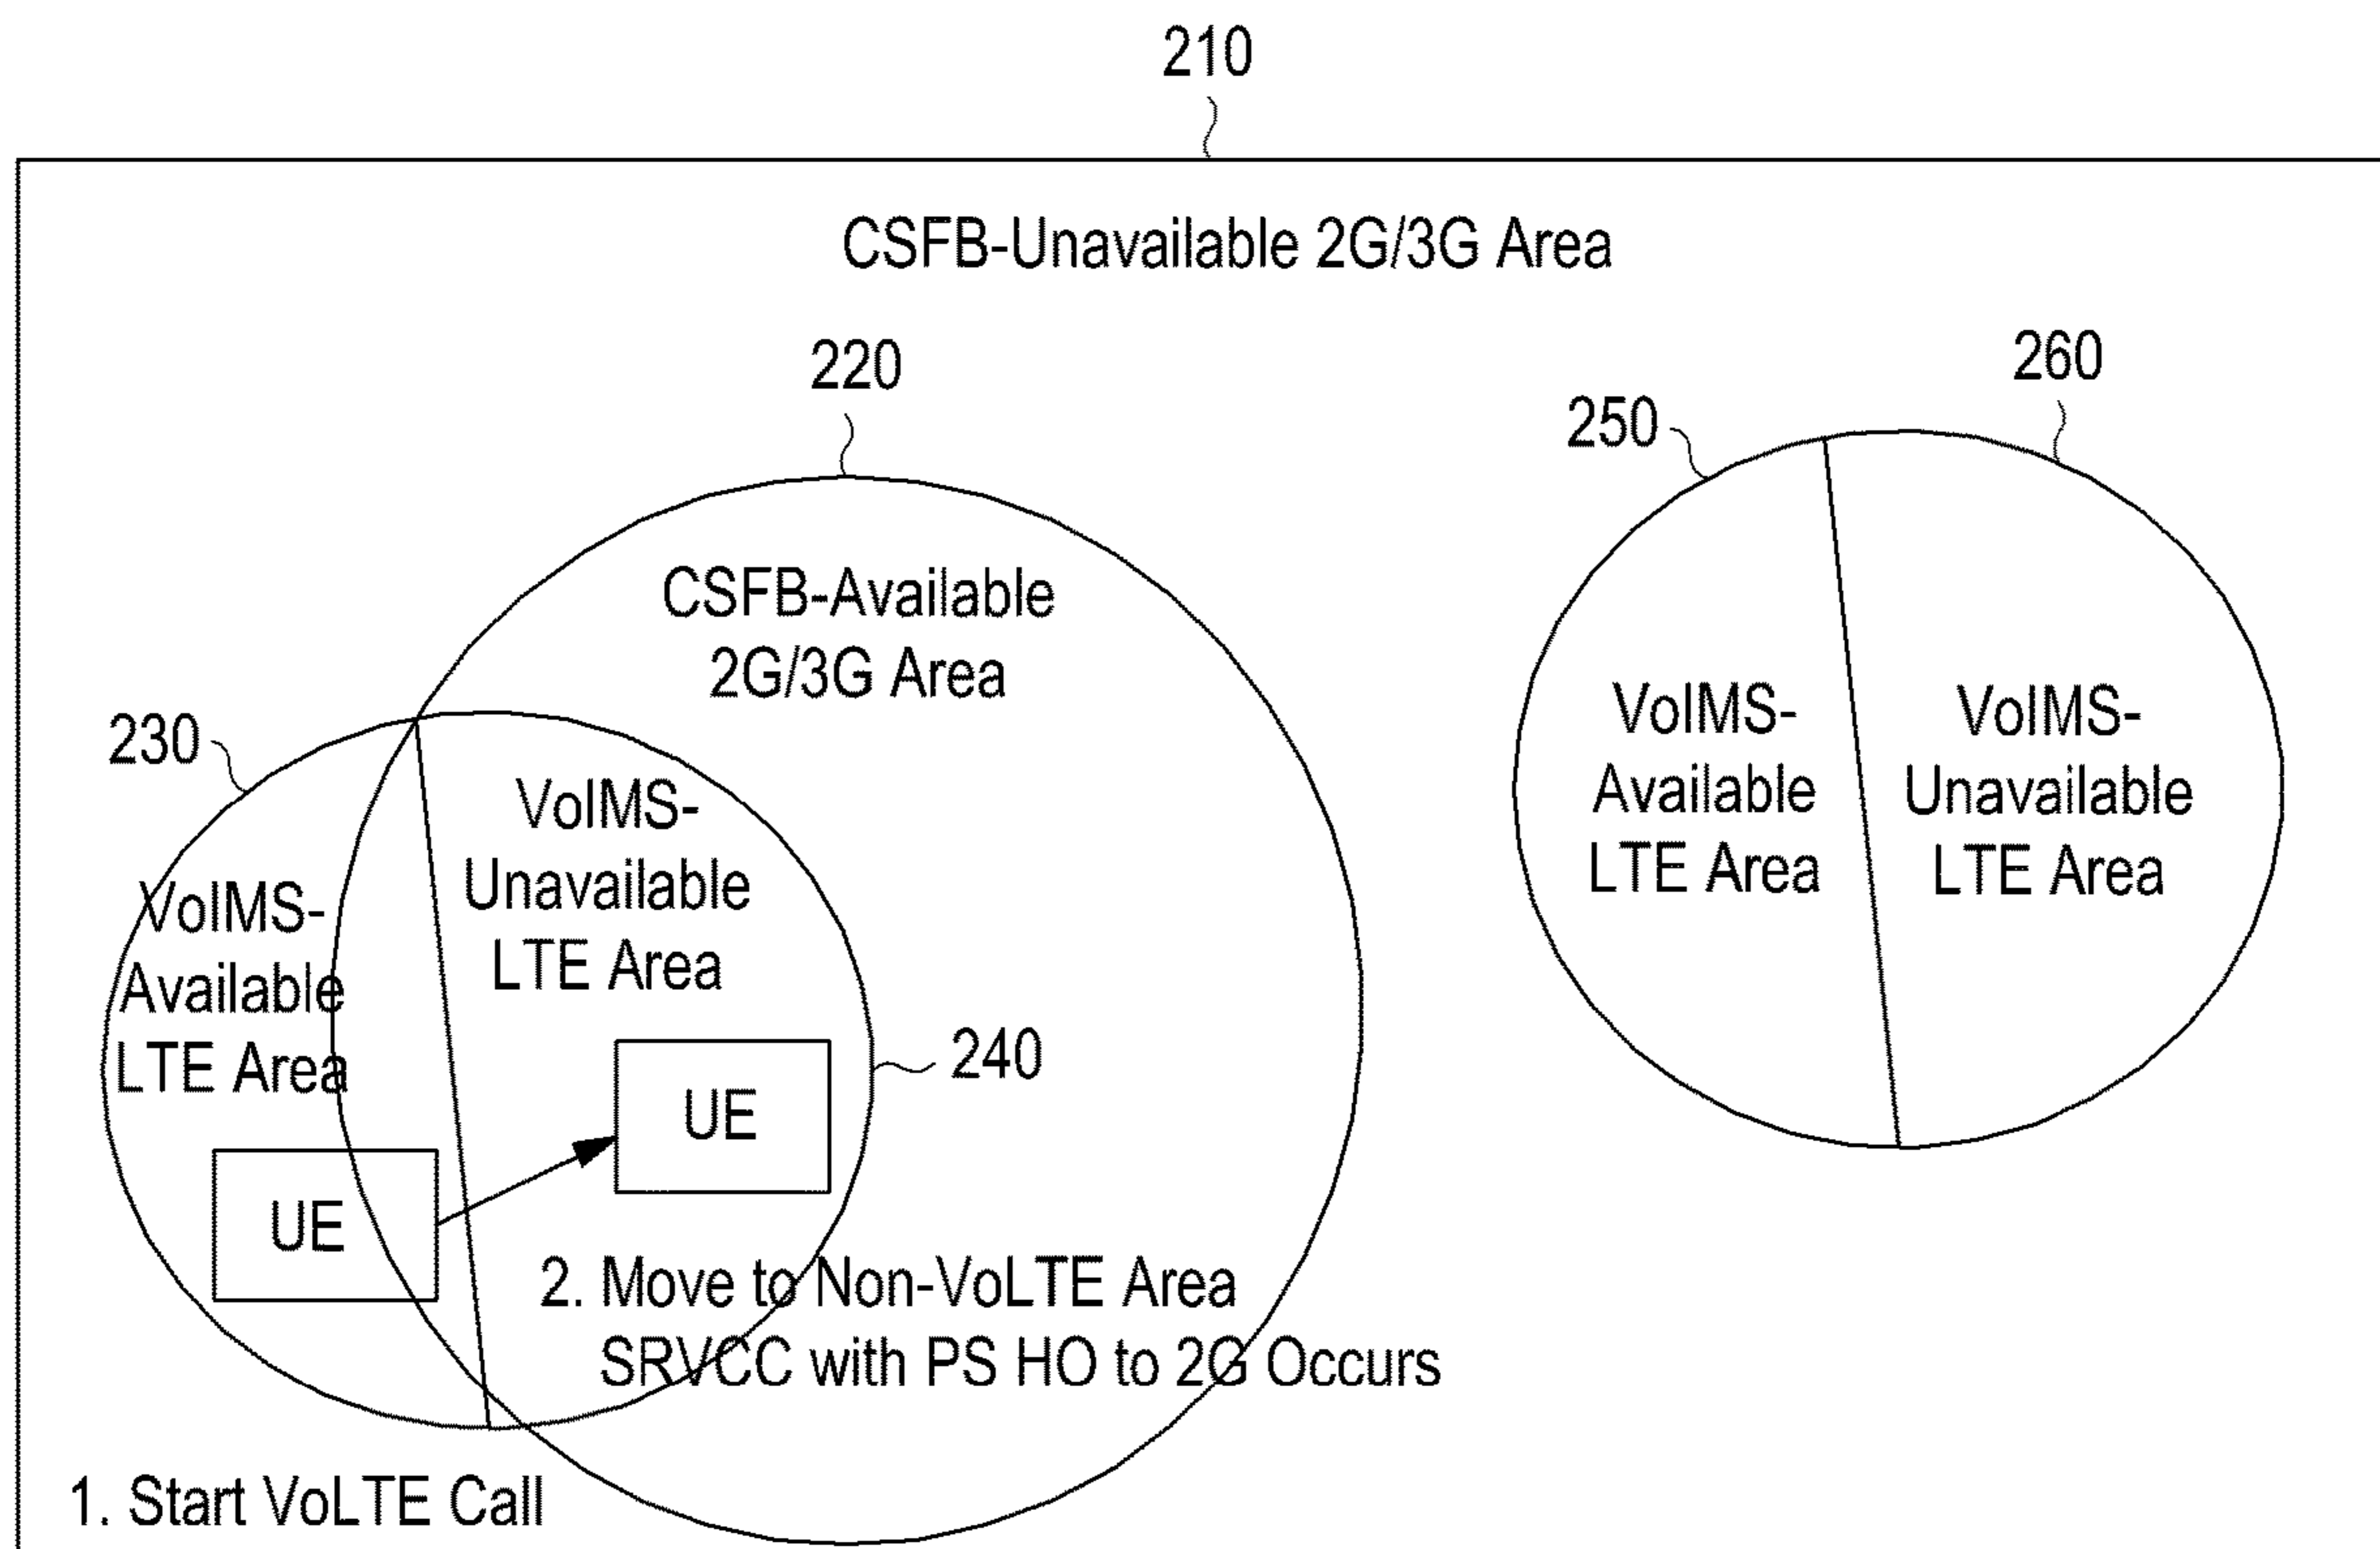 210
CSFB-Unavailable 2G/3G Area
220
260
250
CSFB-Available
2G/3G Area
230
VoIMS-
Unavailable
LTE Area
VoIMS-
Available
LTE Area
VoIMS-
Available
LTE Area
VoIMS-
Unavailable
LTE Area
240
UE
UE
2. Move to Non-VoLTE Area
SRVCC with PS HO to 2G Occurs
1. Start VoLTE Call